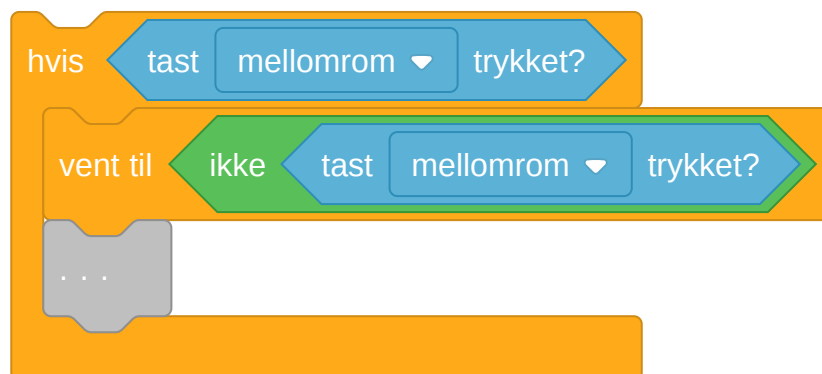 hvis tast mellomrom trykket?
vent til ikke tast mellomrom trykket?
. . .